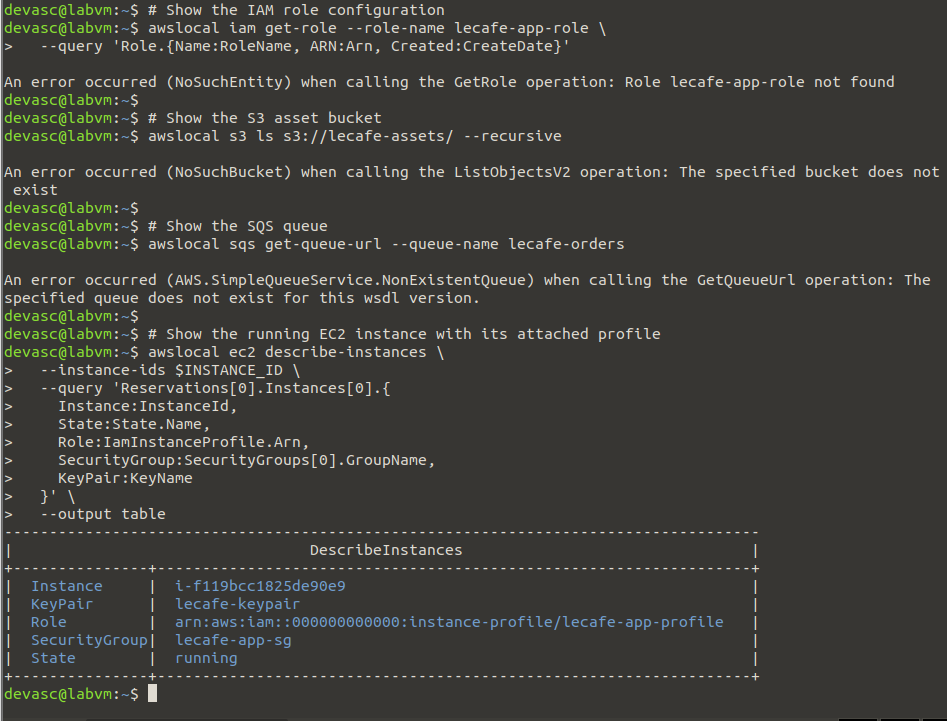 devasc@labvm:~$ # Show the IAM role configuration
devasc@labvm:~$ awslocal iam get-role --role-name lecafe-app-role \
>   --query 'Role.{Name:RoleName, ARN:Arn, Created:CreateDate}'

An error occurred (NoSuchEntity) when calling the GetRole operation: Role lecafe-app-role not found
devasc@labvm:~$
devasc@labvm:~$ # Show the S3 asset bucket
devasc@labvm:~$ awslocal s3 ls s3://lecafe-assets/ --recursive

An error occurred (NoSuchBucket) when calling the ListObjectsV2 operation: The specified bucket does not
 exist
devasc@labvm:~$
devasc@labvm:~$ # Show the SQS queue
devasc@labvm:~$ awslocal sqs get-queue-url --queue-name lecafe-orders

An error occurred (AWS.SimpleQueueService.NonExistentQueue) when calling the GetQueueUrl operation: The
specified queue does not exist for this wsdl version.
devasc@labvm:~$
devasc@labvm:~$ # Show the running EC2 instance with its attached profile
devasc@labvm:~$ awslocal ec2 describe-instances \
>   --instance-ids $INSTANCE_ID \
>   --query 'Reservations[0].Instances[0].{
>     Instance:InstanceId,
>     State:State.Name,
>     Role:IamInstanceProfile.Arn,
>     SecurityGroup:SecurityGroups[0].GroupName,
>     KeyPair:KeyName
>   }' \
>   --output table
-----------------------------------------------------------------------------------
|                                DescribeInstances                                |
+---------------+-----------------------------------------------------------------+
|  Instance     |  i-f119bcc1825de90e9                                            |
|  KeyPair      |  lecafe-keypair                                                 |
|  Role         |  arn:aws:iam::000000000000:instance-profile/lecafe-app-profile  |
|  SecurityGroup|  lecafe-app-sg                                                  |
|  State        |  running                                                        |
+---------------+-----------------------------------------------------------------+
devasc@labvm:~$